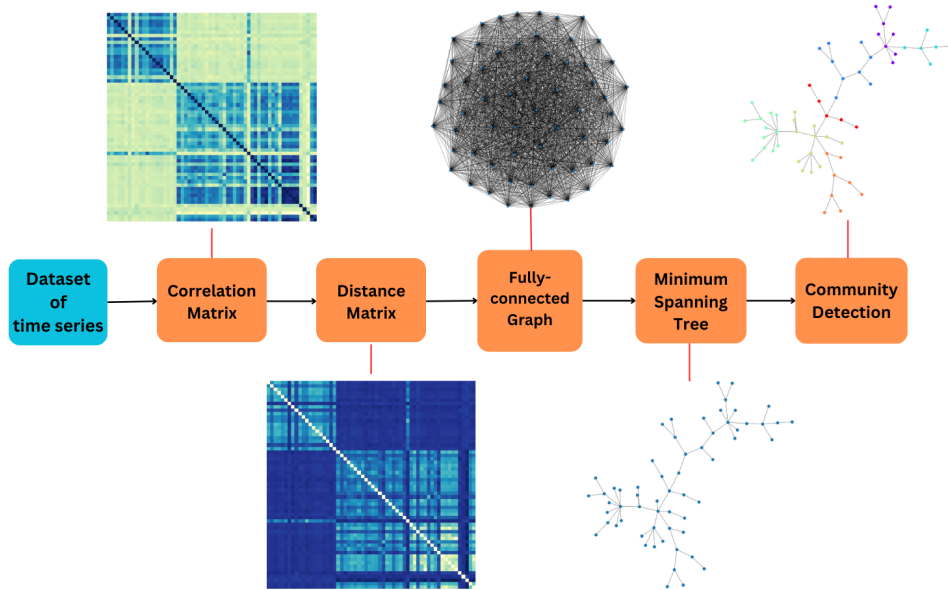 Dataset
of
time series
Correlation
Matrix
Distance
Matrix
Fully-
connected
Graph
Minimum
Spanning
Tree
Community
Detection